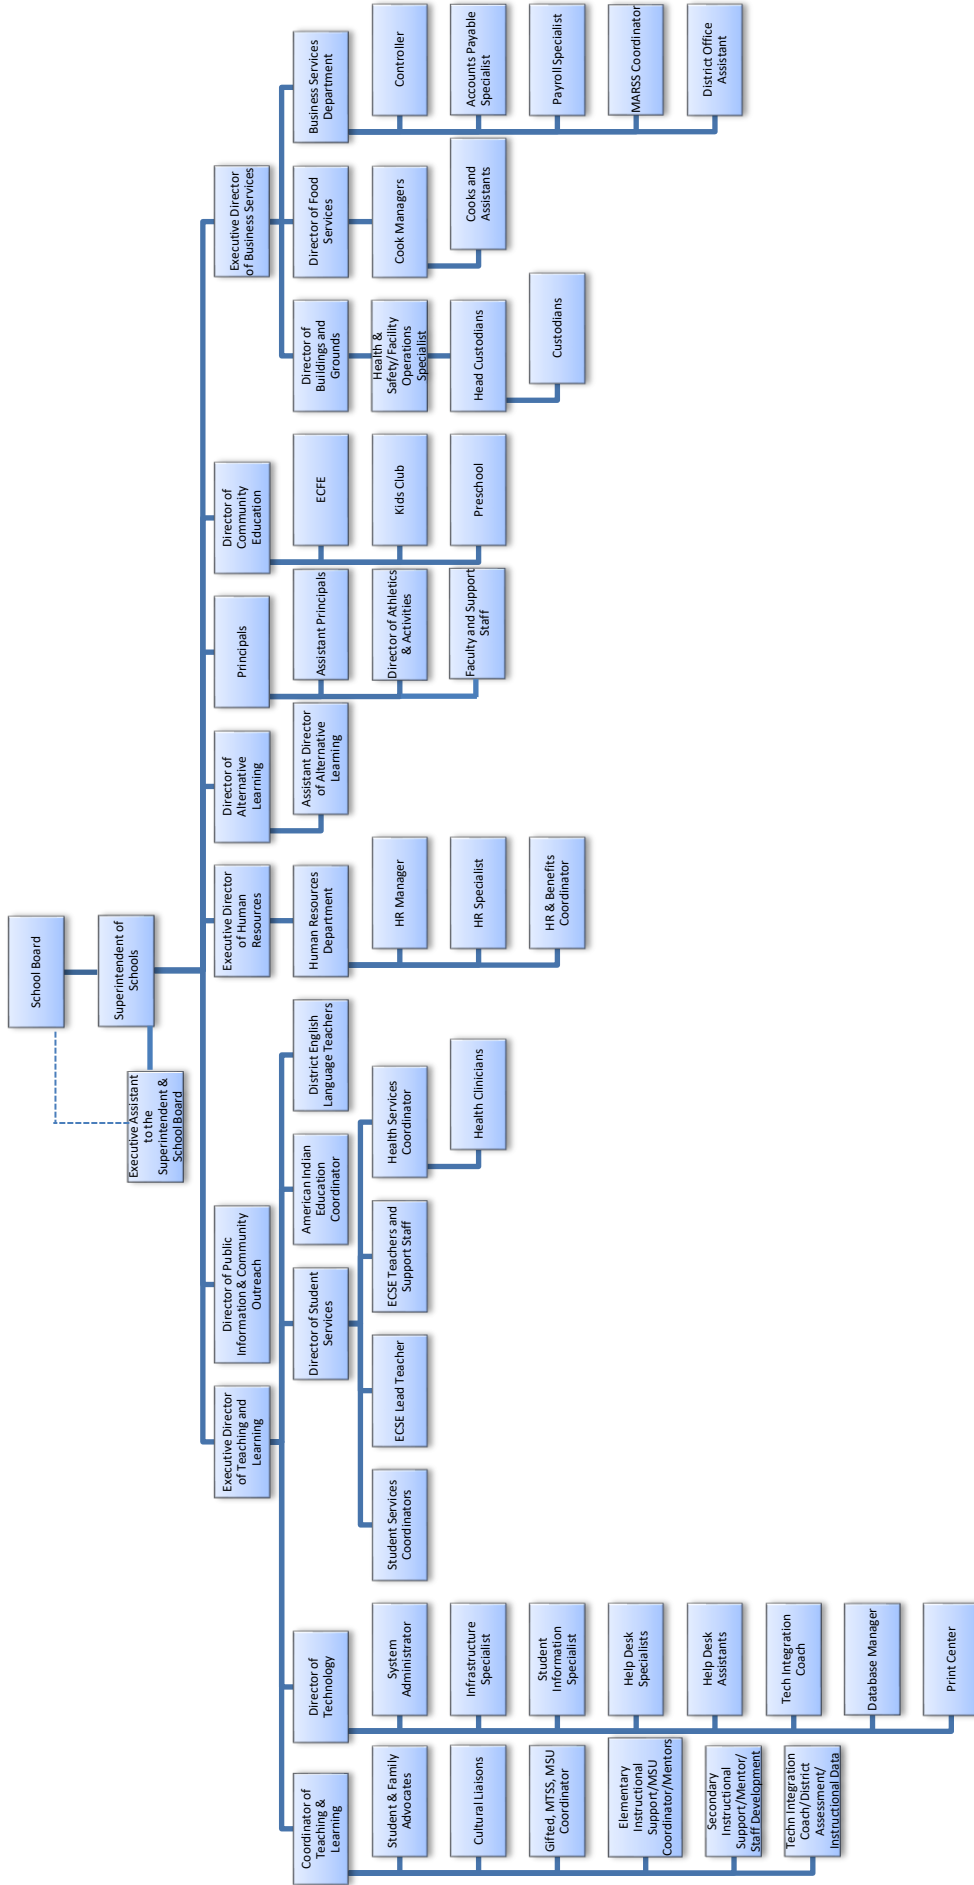 School Board
Superintendent of
Schools
Executive Assistant
to the
Superintendent &
School Board
Executive Director
of Teaching and
Learning
Director of Public
Information & Community
Outreach
Executive Director
of Human
Resources
Director of
Alternative
Learning
Principals
Director of
Community
Education
Executive Director
of Business Services
Coordinator of
Teaching &
Learning
Student & Family
Advocates
Cultural Liaisons
Gifted, MTSS, MSU
Coordinator
Elementary
Instructional
Support/MSU
Coordinator/Mentors
Secondary
Instructional
Support/Mentor/
Staff Development
Techn Integration
Coach/District
Assessment/
Instructional Data
Director of
Technology
System
Administrator
Infrastructure
Specialist
Student
Information
Specialist
Help Desk
Specialists
Help Desk
Assistants
Tech Integration
Coach
Database Manager
Print Center
Director of Student
Services
Student Services
Coordinators
ECSE Lead Teacher
ECSE Teachers and
Support Staff
Health Services
Coordinator
Health Clinicians
American Indian
Education
Coordinator
District English
Language Teachers
Human Resources
Department
HR Manager
HR Specialist
HR & Benefits
Coordinator
Assistant Director
of Alternative
Learning
Assistant Principals
Director of Athletics
& Activities
Faculty and Support
Staff
ECFE
Kids Club
Preschool
Director of
Buildings and
Grounds
Health &
Safety/Facility
Operations
Specialist
Head Custodians
Custodians
Director of Food
Services
Cook Managers
Cooks and
Assistants
Business Services
Department
Controller
Accounts Payable
Specialist
Payroll Specialist
MARSS Coordinator
District Office
Assistant